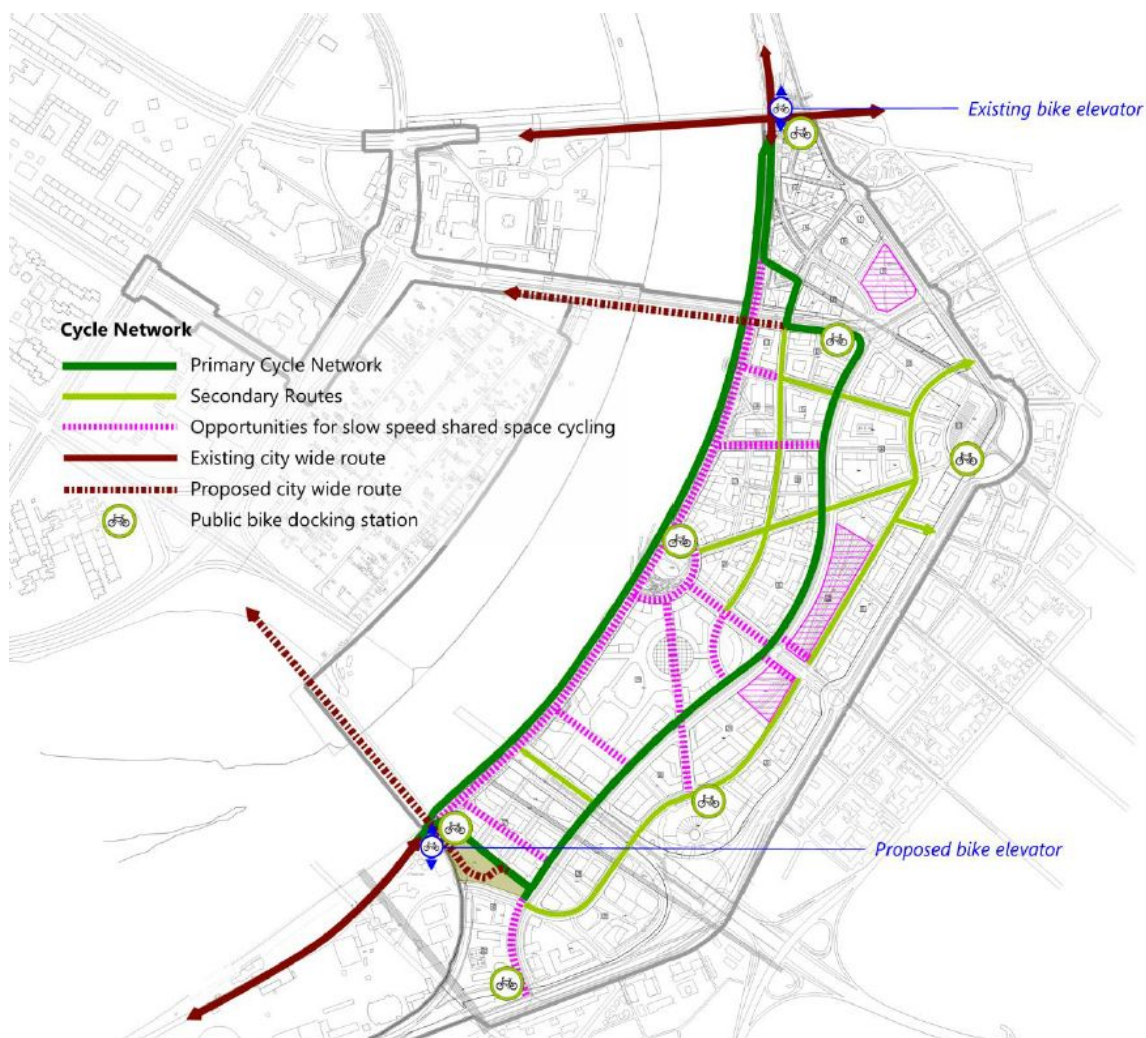 Existing bike elevator
Cycle Network
Primary Cycle Network
Secondary Routes
Opportunities for slow speed shared space cycling
Existing city wide route
Proposed city wide route
Public bike docking station
Proposed bike elevator